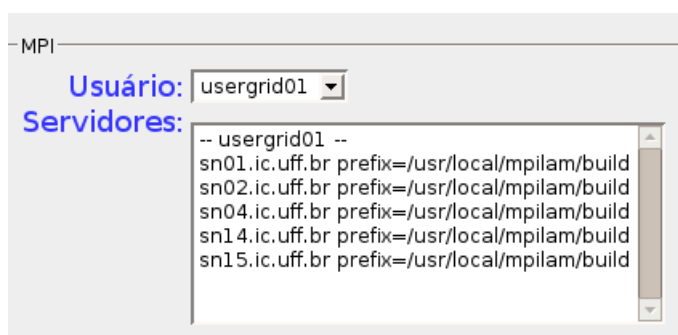 MPI
Usuário: usergrid01
Servidores:
-- usergrid01 --
sn01.ic.uff.br prefix=/usr/local/mpilam/build
sn02.ic.uff.br prefix=/usr/local/mpilam/build
sn04.ic.uff.br prefix=/usr/local/mpilam/build
sn14.ic.uff.br prefix=/usr/local/mpilam/build
sn15.ic.uff.br prefix=/usr/local/mpilam/build